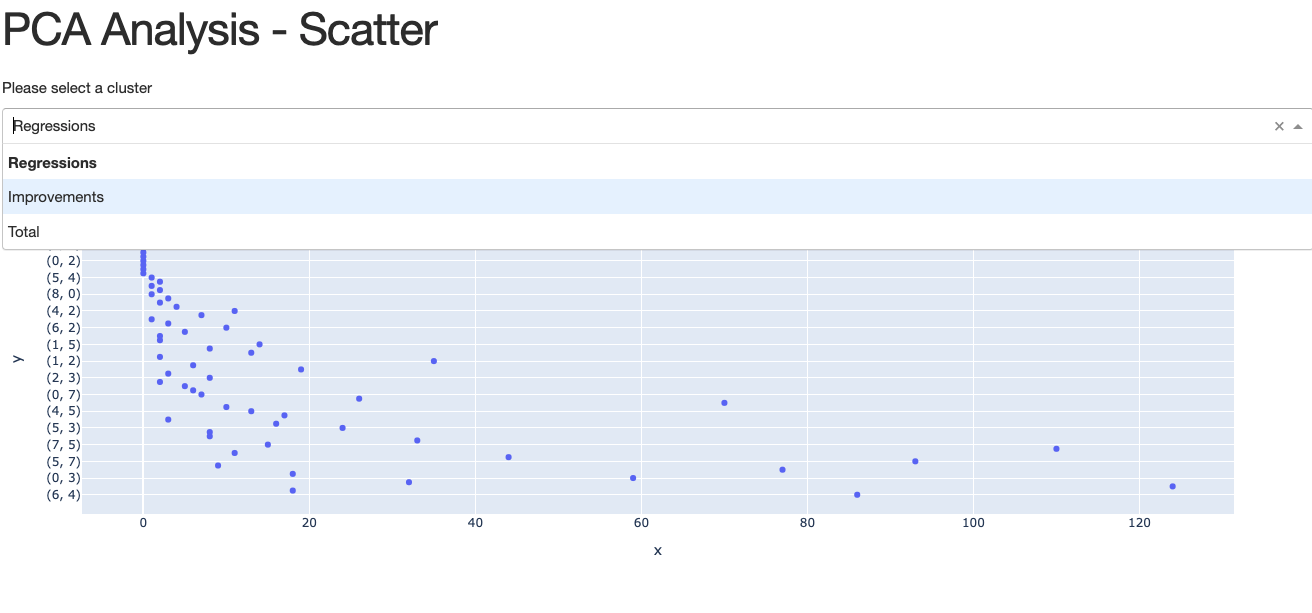 PCA Analysis - Scatter
Please select a cluster
Regressions
Regressions
Improvements
Total
(0, 2)
(5, 4)
(8, 0)
(4, 2)
(6, 2)
(1, 5)
(1, 2)
(2, 3)
(0, 7)
(4, 5)
(5, 3)
(7, 5)
(5, 7)
(0, 3)
(6, 4)
y
0 20 40 60 80 100 120
x